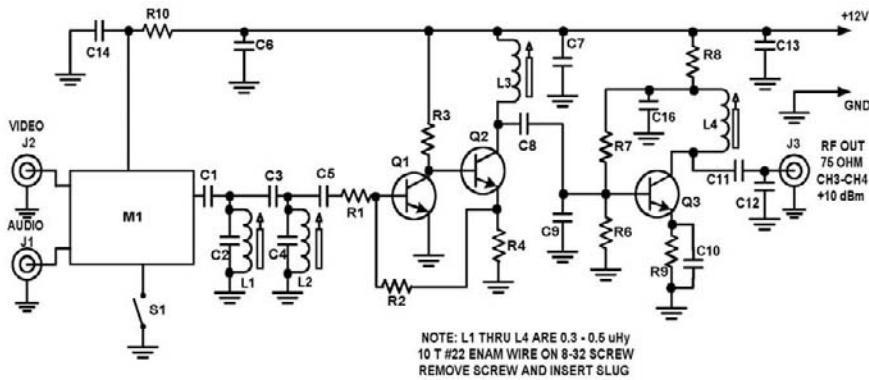 R10
C14
C6
L3
C7
R8
C13
+12V
GND
VIDEO
J2
AUDIO
J1
M1
S1
C1
C2
L1
C3
C4
L2
C5
R1
R2
R3
Q1
Q2
R4
C8
C9
R7
R6
C16
L4
Q3
R9
C10
C11
C12
J3
RF OUT
75 OHM
CH3-CH4
+10 dBm
NOTE: L1 THRU L4 ARE 0.3 - 0.5 uHy
10 T #22 ENAM WIRE ON 8-32 SCREW
REMOVE SCREW AND INSERT SLUG